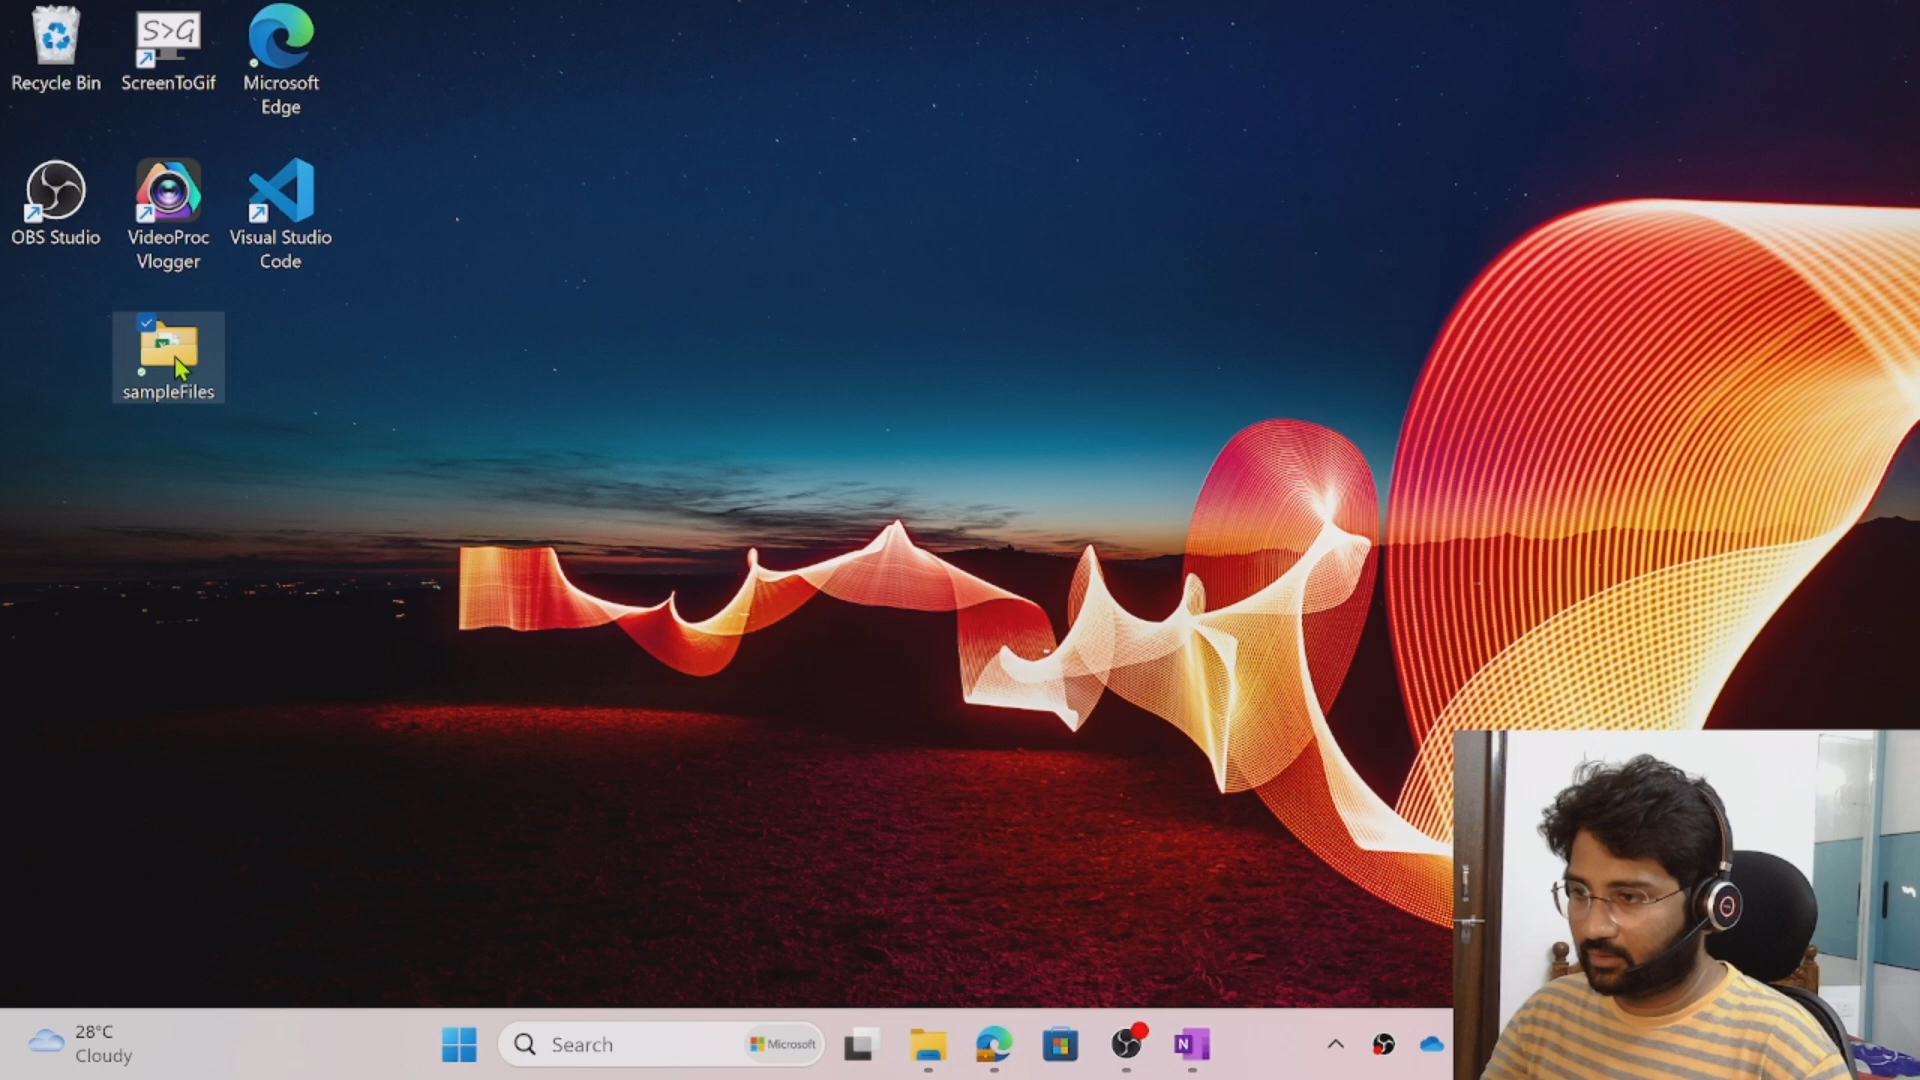 S>G
Recycle Bin
ScreenToGif
Microsoft
Edge
OBS Studio
VideoProc
Vlogger
Visual Studio
Code
sampleFiles
28°C
Cloudy
Search
Microsoft
N